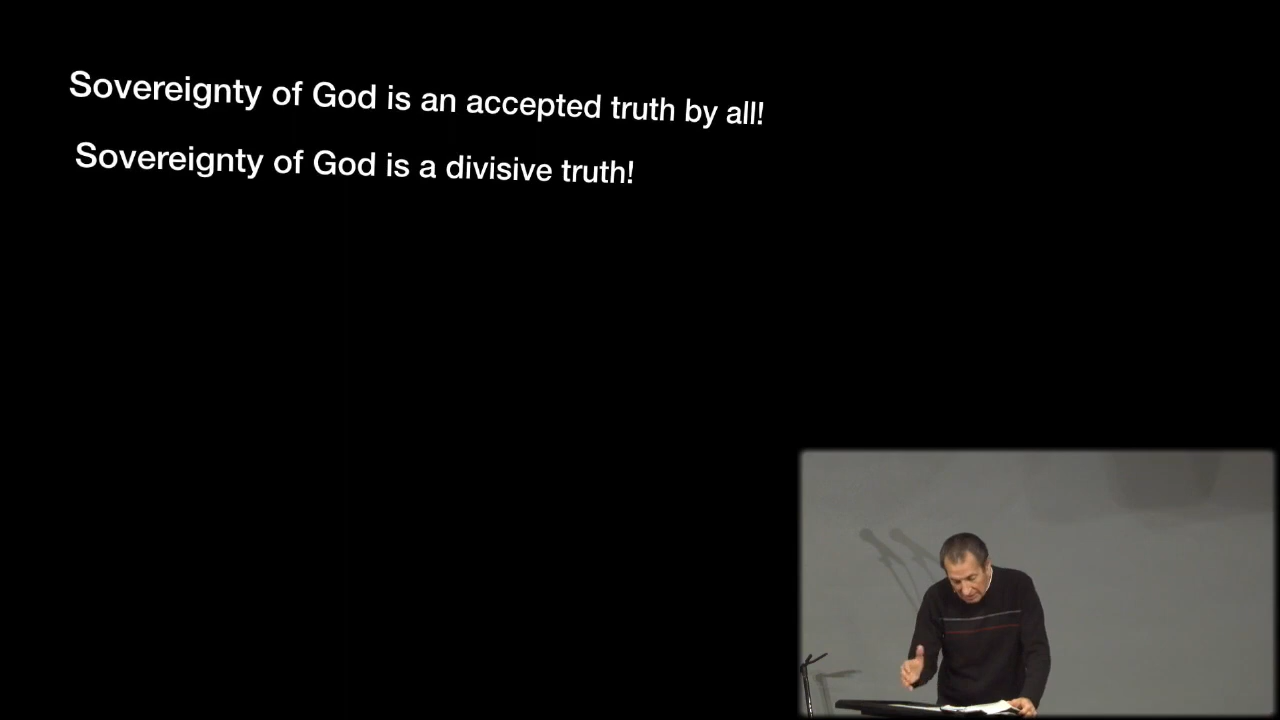 Sovereignty of God is an accepted truth by all!
Sovereignty of God is a divisive truth!